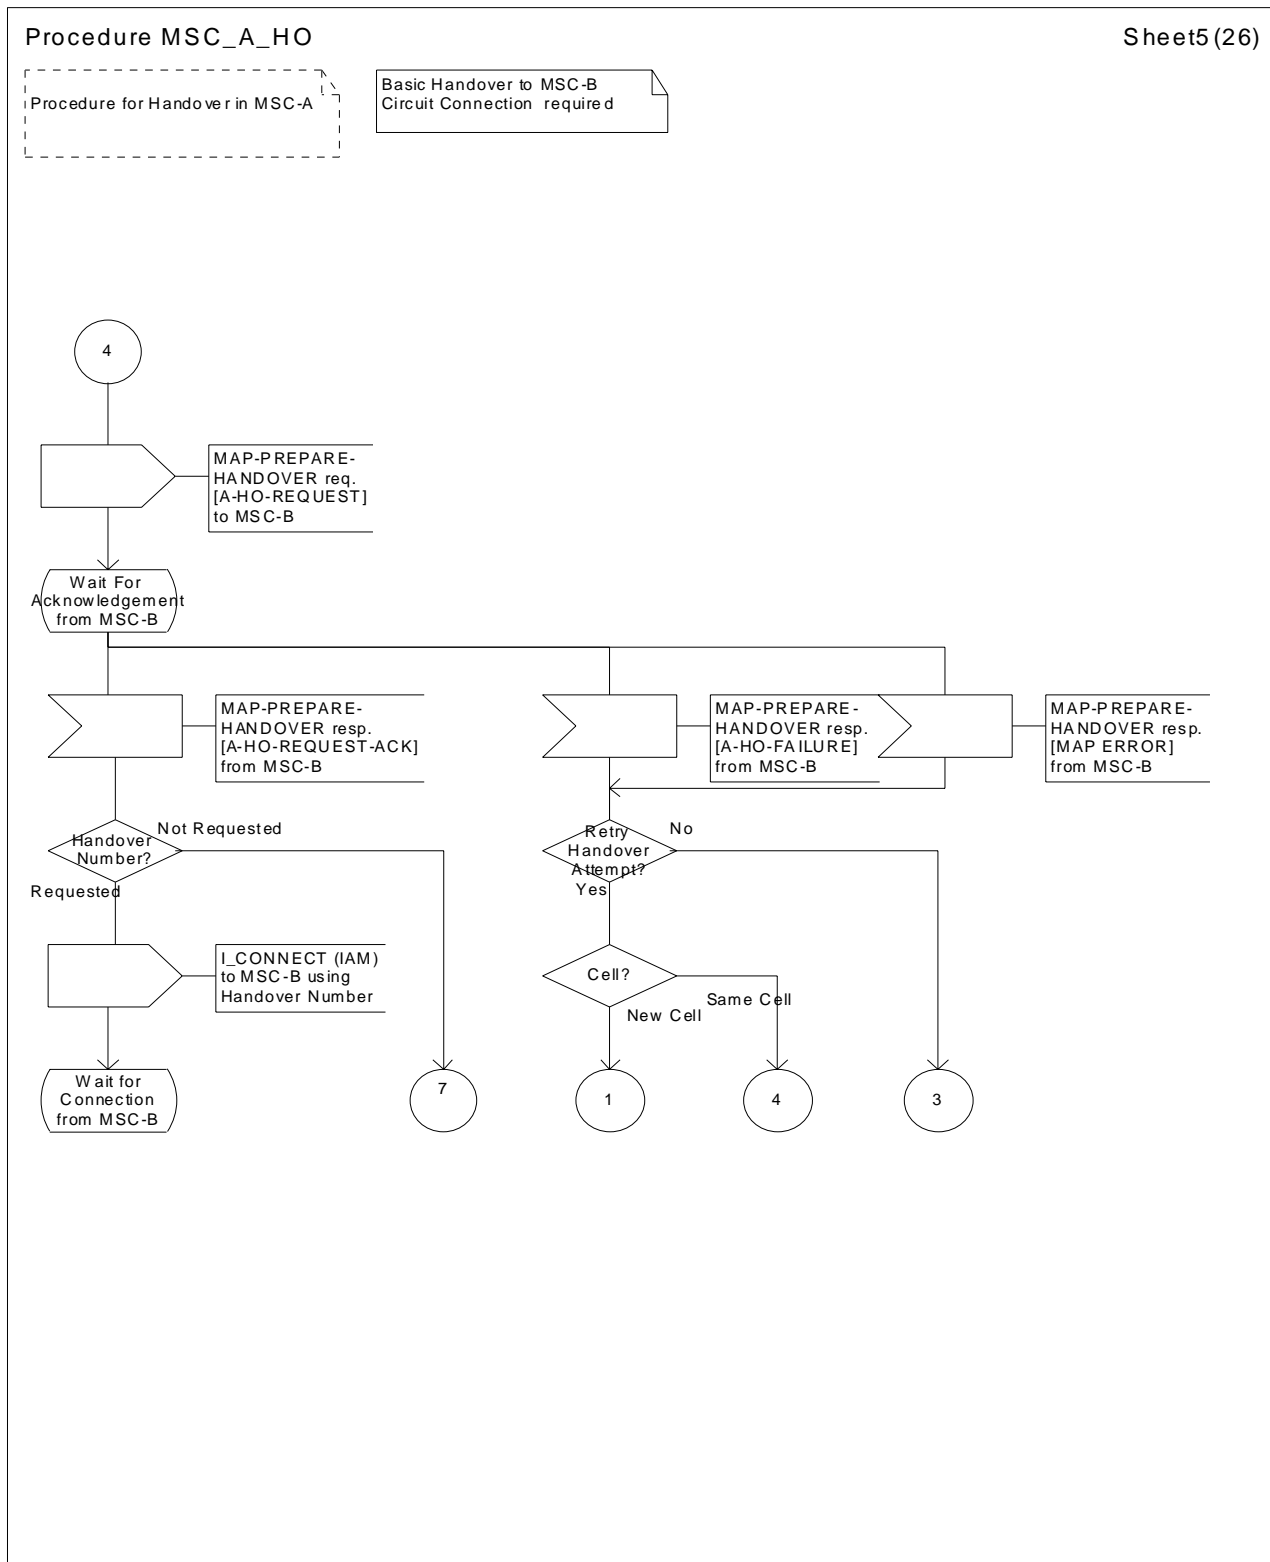 Procedure MSC_A_HO
Sheet5(26)
Procedure for Handover in MSC-A
Basic Handover to MSC-B
Circuit Connection required
4
MAP-PREPARE-
HANDOVER req.
[A-HO-REQUEST]
to MSC-B
Wait For
Acknowledgement
from MSC-B
MAP-PREPARE-
HANDOVER resp.
[A-HO-REQUEST-ACK]
from MSC-B
MAP-PREPARE-
HANDOVER resp.
[A-HO-FAILURE]
from MSC-B
MAP-PREPARE-
HANDOVER resp.
[MAP ERROR]
from MSC-B
Handover
Number?
Not Requested
Requested
Retry
Handover
Attempt?
No
Yes
I_CONNECT (IAM)
to MSC-B using
Handover Number
Cell?
Same Cell
New Cell
Wait for
Connection
from MSC-B
7
1
4
3